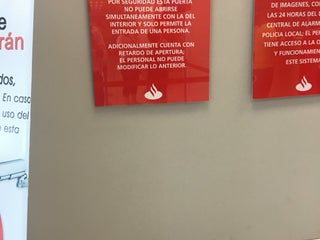 e
rán
dos,
En caso
uso del
esta
POR SEGURIDAD ESTA PUERTA
NO PUEDE ABRIRSE
SIMULTANEAMENTE CON LA DEL
INTERIOR Y SOLO PERMITE LA
ENTRADA DE UNA PERSONA.
ADICIONALMENTE CUENTA CON
RETARDO DE APERTURA;
EL PERSONAL NO PUEDE
MODIFICAR LO ANTERIOR.
DE IMAGENES, CO
LAS 24 HORAS DEL
CENTRAL DE ALARM
POLICIA LOCAL; EL PE
TIENE ACCESO A LA O
Y FUNCIONAMIEN
ESTE SISTEMA